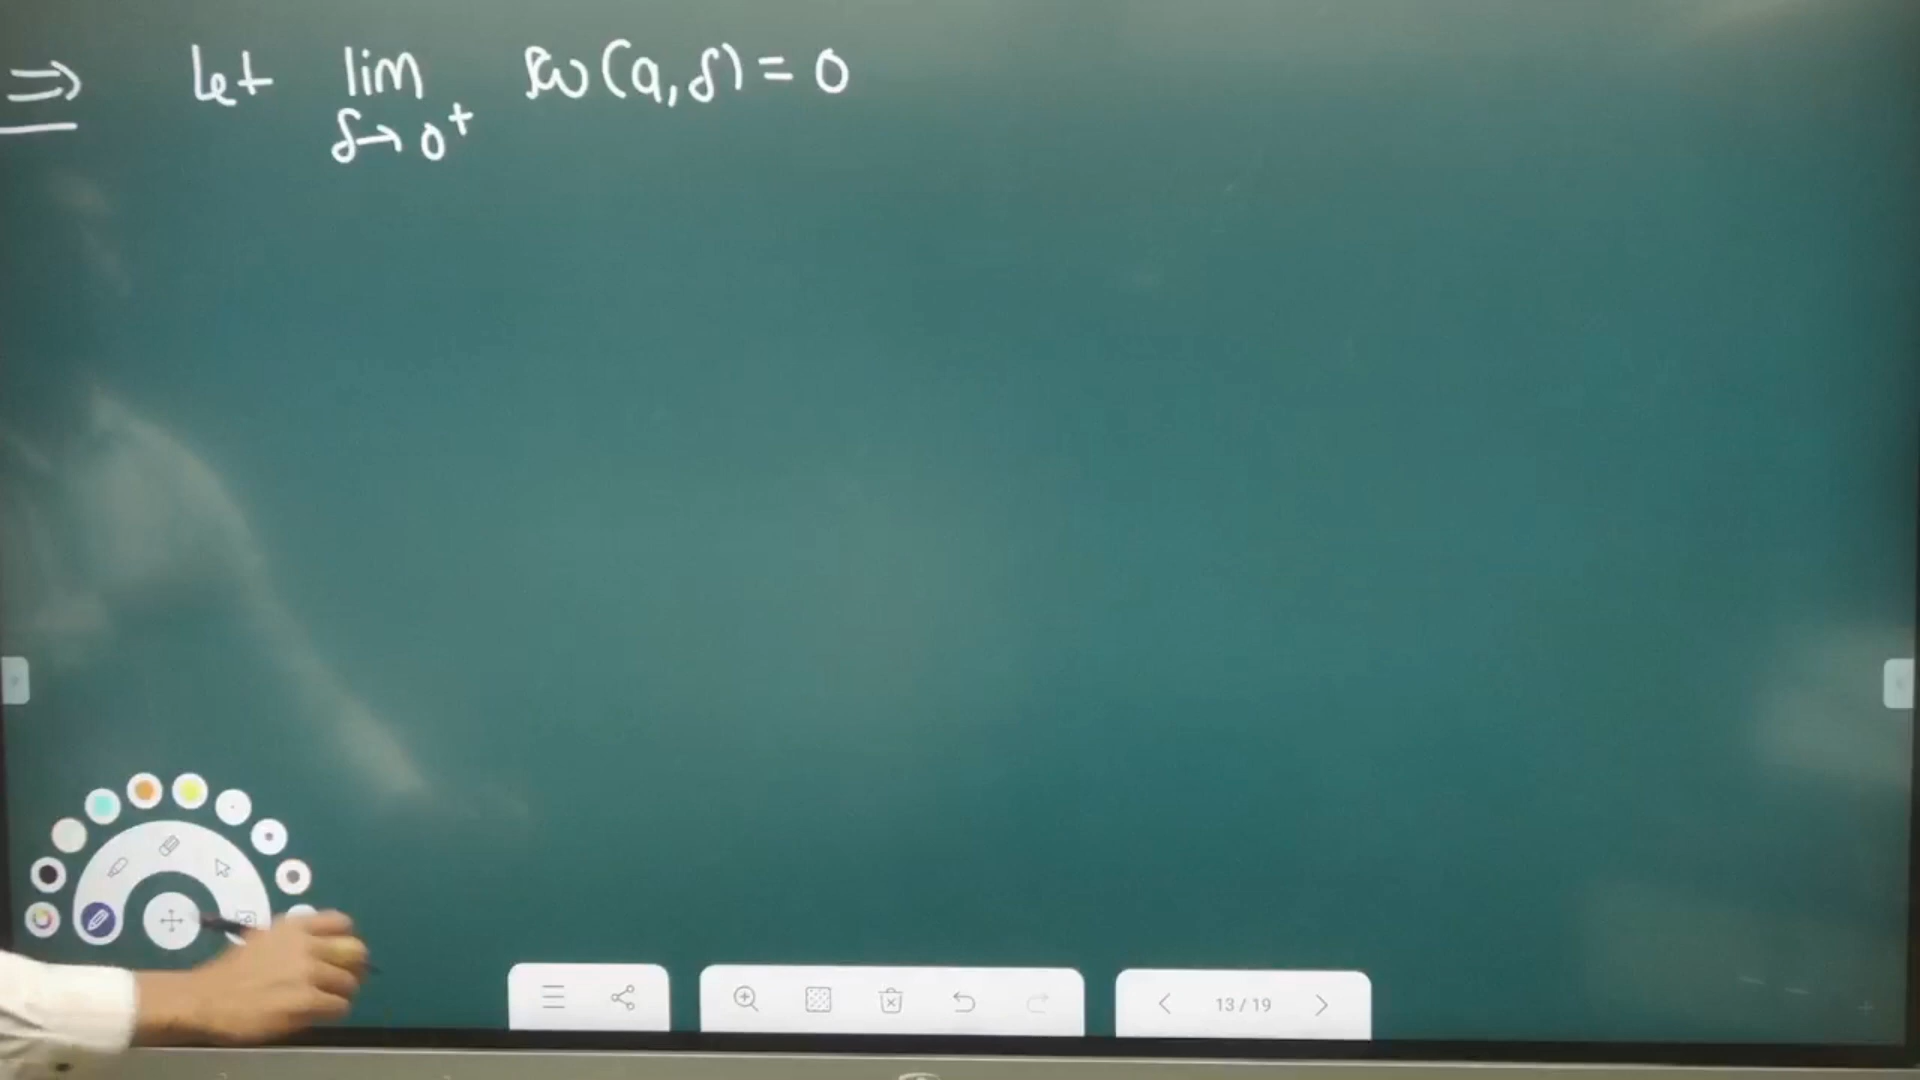 ⇒ let lim w(a, δ) = 0
δ→0⁺
13/19